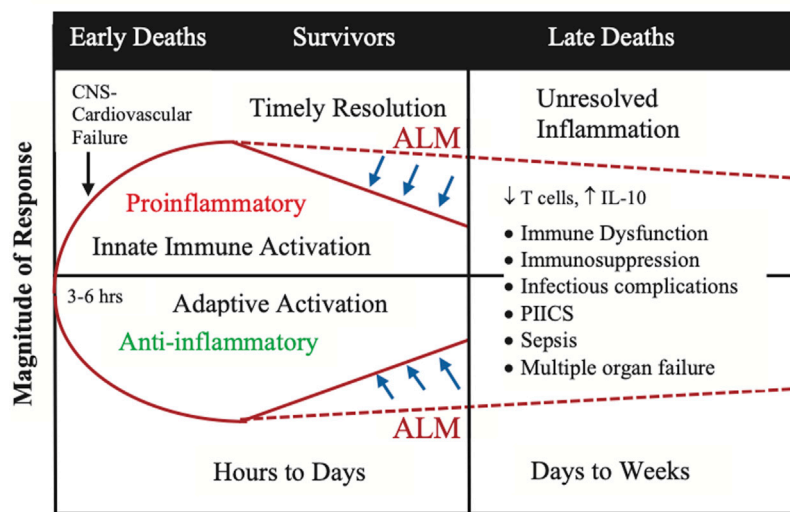 Early Deaths
Survivors
Late Deaths
CNS-
Cardiovascular
Failure
Timely Resolution
ALM
Unresolved
Inflammation
Magnitude of Response
Proinflammatory
Innate Immune Activation
↓ T cells, ↑ IL-10
• Immune Dysfunction
• Immunosuppression
• Infectious complications
• PIICS
• Sepsis
• Multiple organ failure
3-6 hrs
Adaptive Activation
Anti-inflammatory
ALM
Hours to Days
Days to Weeks